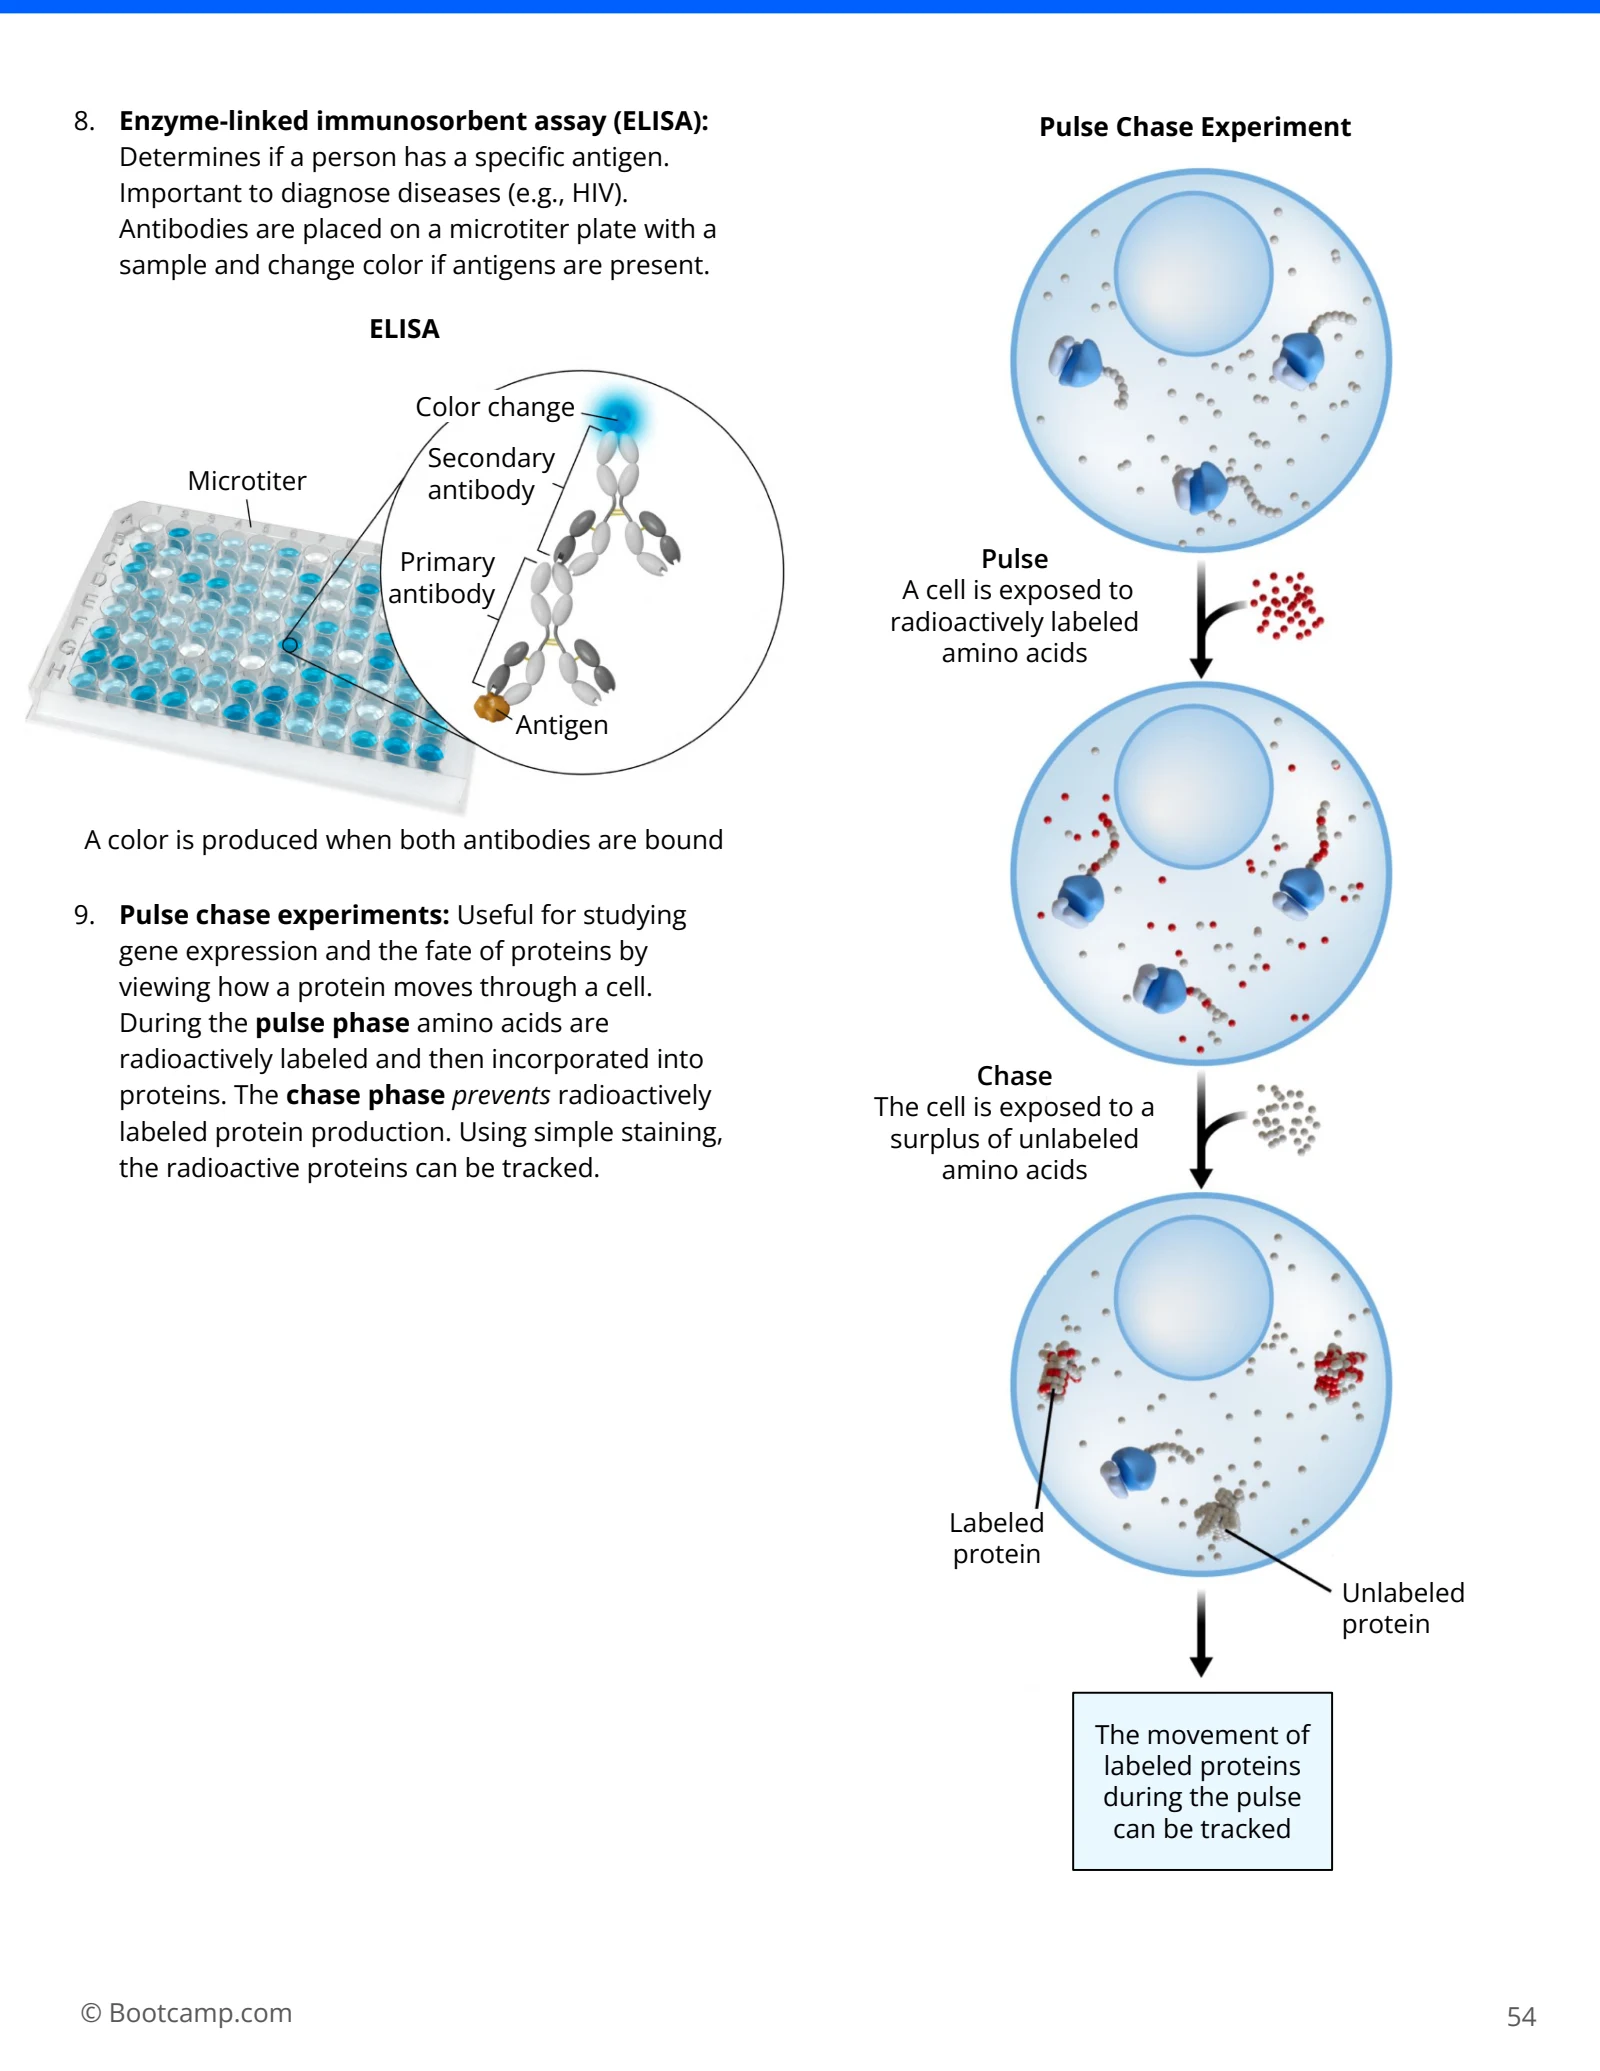 8. Enzyme-linked immunosorbent assay (ELISA):
Determines if a person has a specific antigen.
Important to diagnose diseases (e.g., HIV).
Antibodies are placed on a microtiter plate with a
sample and change color if antigens are present.
ELISA
Color change
Secondary
antibody
Microtiter
Primary
antibody
Antigen
A color is produced when both antibodies are bound
9. Pulse chase experiments: Useful for studying
gene expression and the fate of proteins by
viewing how a protein moves through a cell.
During the pulse phase amino acids are
radioactively labeled and then incorporated into
proteins. The chase phase prevents radioactively
labeled protein production. Using simple staining,
the radioactive proteins can be tracked.
Pulse Chase Experiment
Pulse
A cell is exposed to
radioactively labeled
amino acids
Chase
The cell is exposed to a
surplus of unlabeled
amino acids
Labeled
protein
Unlabeled
protein
The movement of
labeled proteins
during the pulse
can be tracked
© Bootcamp.com
54